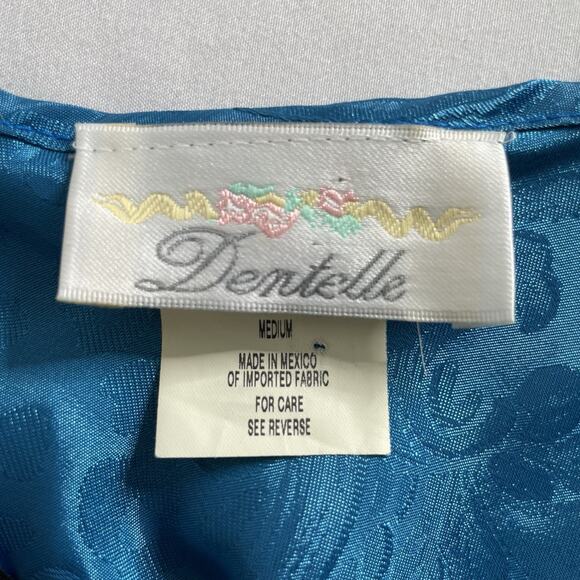 Dentelle
MEDIUM
MADE IN MEXICO
OF IMPORTED FABRIC
FOR CARE
SEE REVERSE